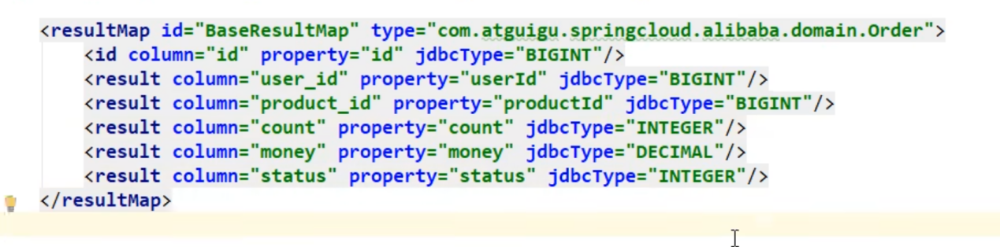 <resultMap id="BaseResultMap" type="com.atguigu.springcloud.alibaba.domain.Order">
<id column="id" property="id" jdbcType="BIGINT"/>
<result column="user_id" property="userId" jdbcType="BIGINT"/>
<result column="product_id" property="productId" jdbcType="BIGINT"/>
<result column="count" property="count" jdbcType="INTEGER"/>
<result column="money" property="money" jdbcType="DECIMAL"/>
<result column="status" property="status" jdbcType="INTEGER"/>
</resultMap>